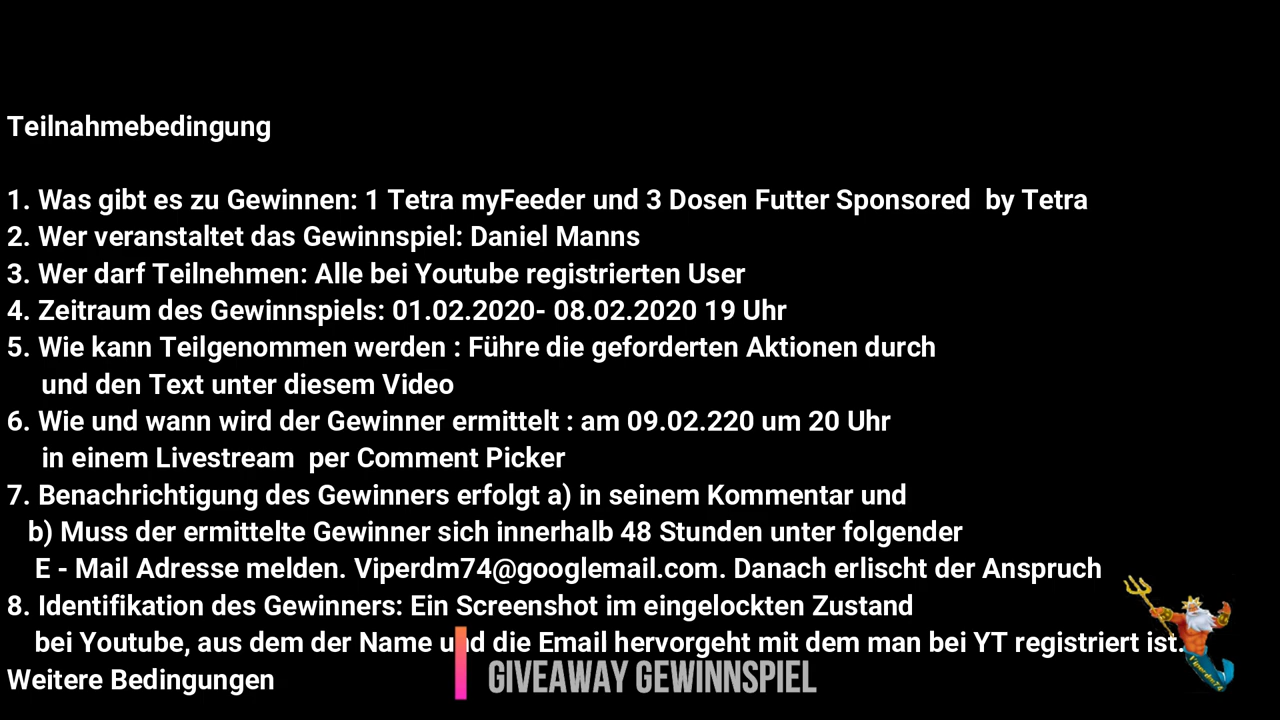 Teilnahmebedingung
1. Was gibt es zu Gewinnen: 1 Tetra myFeeder und 3 Dosen Futter Sponsored  by Tetra
2. Wer veranstaltet das Gewinnspiel: Daniel Manns
3. Wer darf Teilnehmen: Alle bei Youtube registrierten User
4. Zeitraum des Gewinnspiels: 01.02.2020- 08.02.2020 19 Uhr
5. Wie kann Teilgenommen werden : Führe die geforderten Aktionen durch
und den Text unter diesem Video
6. Wie und wann wird der Gewinner ermittelt : am 09.02.220 um 20 Uhr
in einem Livestream  per Comment Picker
7. Benachrichtigung des Gewinners erfolgt a) in seinem Kommentar und
b) Muss der ermittelte Gewinner sich innerhalb 48 Stunden unter folgender
E - Mail Adresse melden. Viperdm74@googlemail.com. Danach erlischt der Anspruch
8. Identifikation des Gewinners: Ein Screenshot im eingelockten Zustand
bei Youtube, aus dem der Name und die Email hervorgeht mit dem man bei YT registriert ist.
Weitere Bedingungen
GIVEAWAY GEWINNSPIEL
Viperdm74